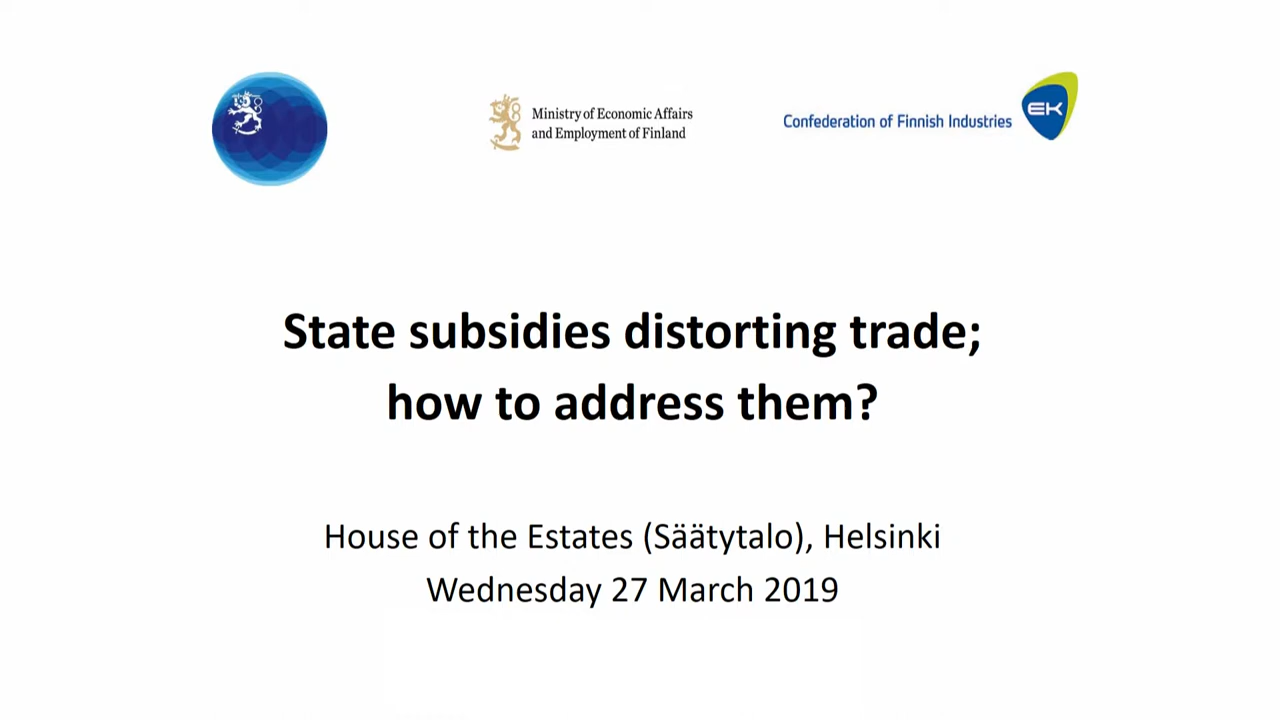 Ministry of Economic Affairs
and Employment of Finland
Confederation of Finnish Industries
EK
State subsidies distorting trade;
how to address them?
House of the Estates (Säätytalo), Helsinki
Wednesday 27 March 2019